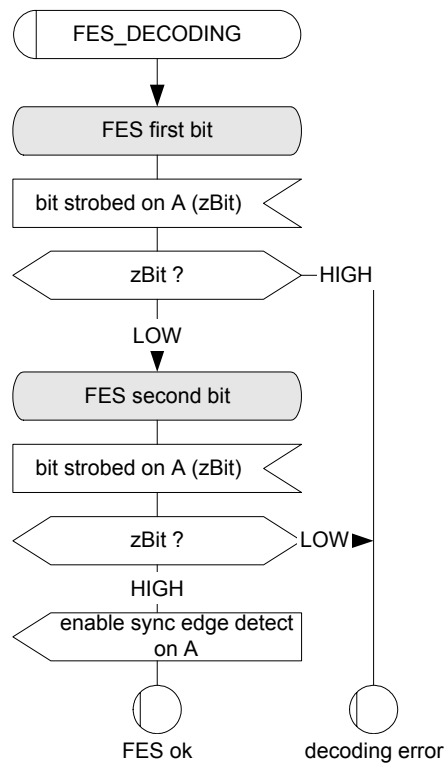 FES_DECODING
FES first bit
bit strobed on A (zBit)
zBit ?
HIGH
LOW
FES second bit
bit strobed on A (zBit)
zBit ?
LOW
HIGH
enable sync edge detect
on A
FES ok
decoding error